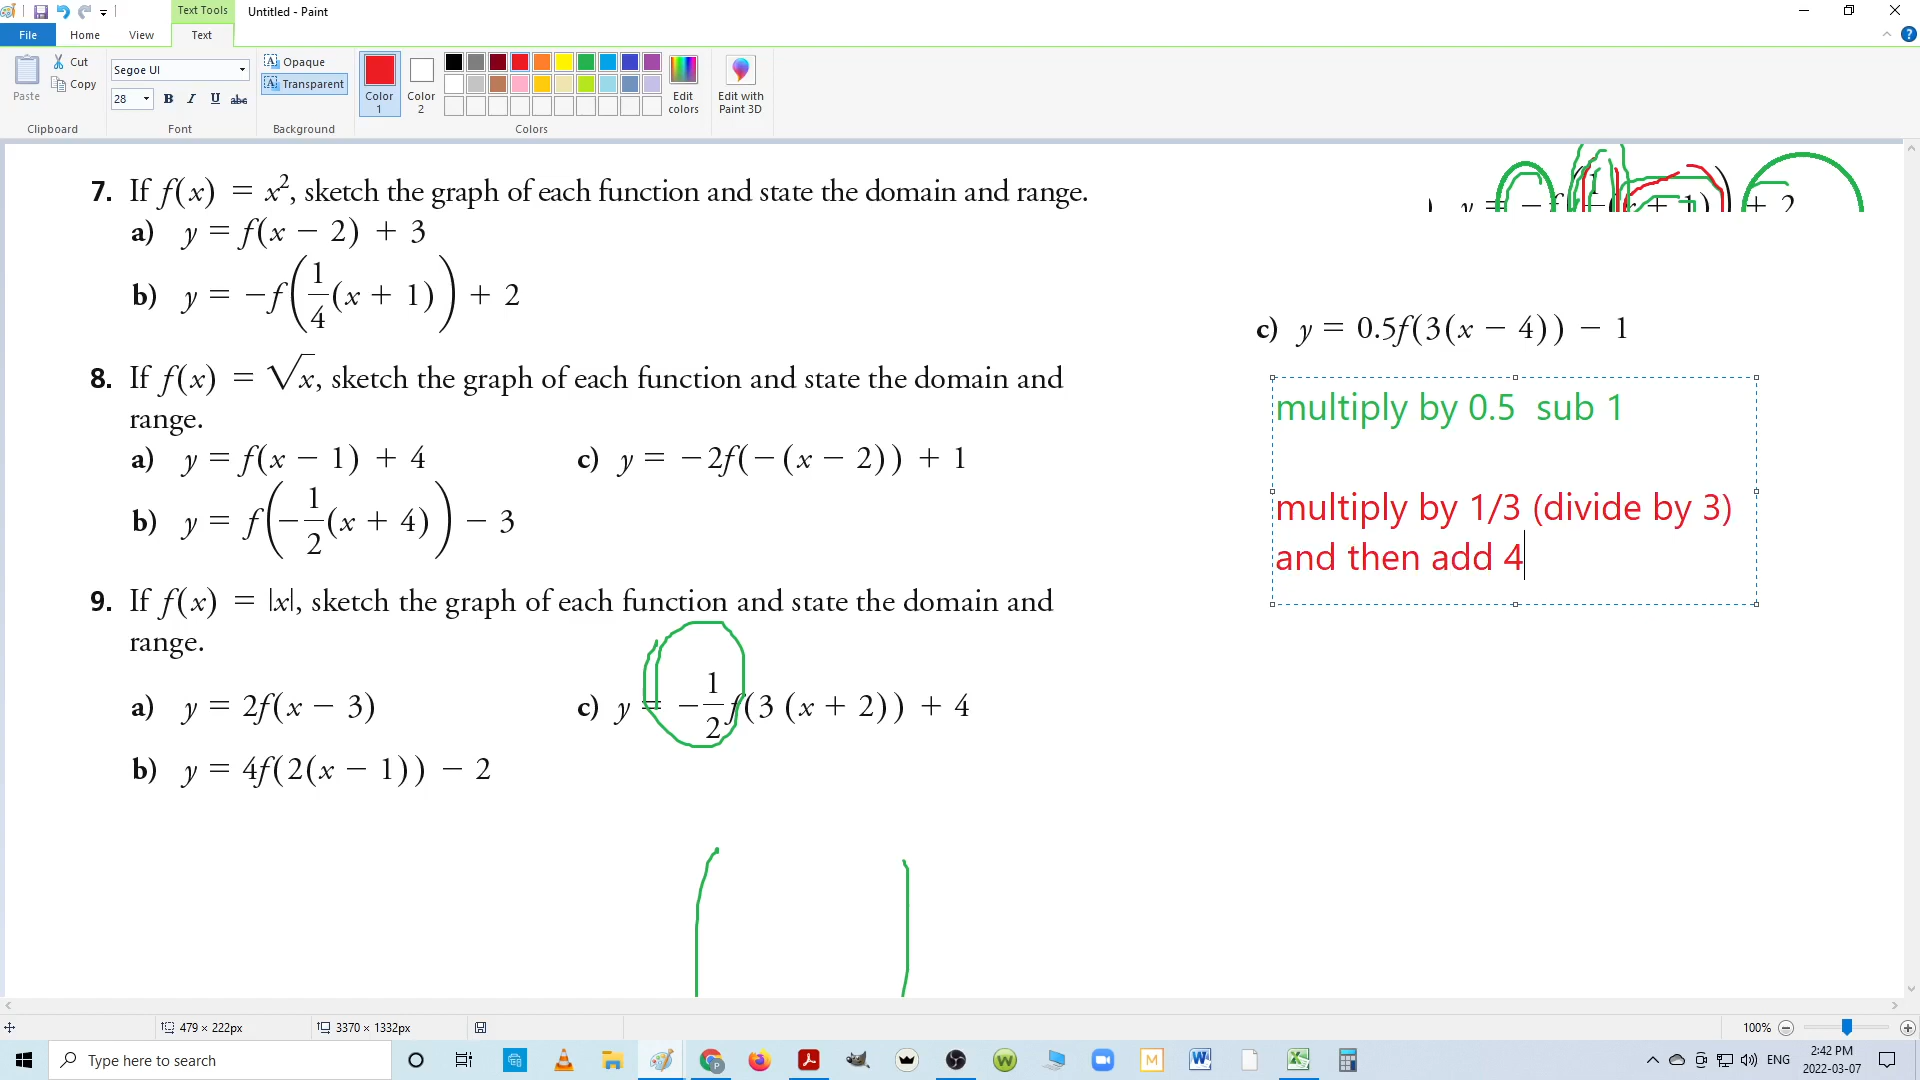 Text Tools
Untitled - Paint
File Home View Text
Paste
Cut
Copy
Clipboard
Segoe UI
28 B I U abc
Font
Opaque
Transparent
Background
Color 1
Color 2
Edit colors
Edit with Paint 3D
Colors
7. If f(x) = x², sketch the graph of each function and state the domain and range.
a) y = f(x − 2) + 3
b) y = −f(1/4(x + 1)) + 2
8. If f(x) = √x, sketch the graph of each function and state the domain and
range.
a) y = f(x − 1) + 4
c) y = −2f(−(x − 2)) + 1
b) y = f(−1/2(x + 4)) − 3
9. If f(x) = |x|, sketch the graph of each function and state the domain and
range.
a) y = 2f(x − 3)
c) y = −1/2f(3 (x + 2)) + 4
b) y = 4f(2(x − 1)) − 2
c) y = 0.5f(3(x − 4)) − 1
multiply by 0.5 sub 1
multiply by 1/3 (divide by 3)
and then add 4
479 × 222px
3370 × 1332px
100%
Type here to search
ENG
2:42 PM
2022-03-07